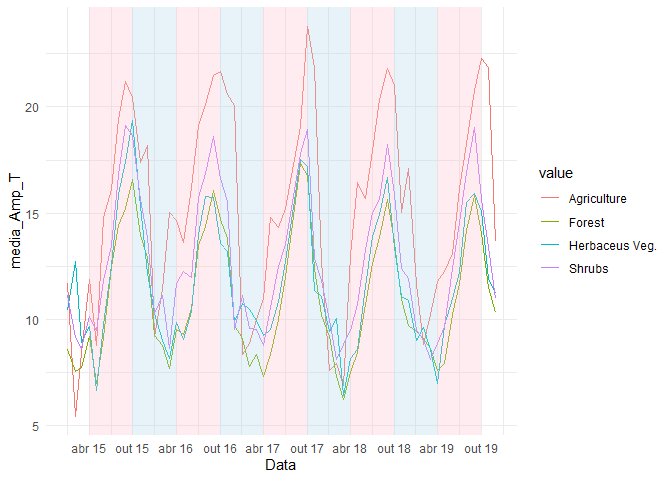 media_Amp_T
20
15
10
5
abr 15 out 15 abr 16 out 16 abr 17 out 17 abr 18 out 18 abr 19 out 19
Data
value
Agriculture
Forest
Herbaceus Veg.
Shrubs